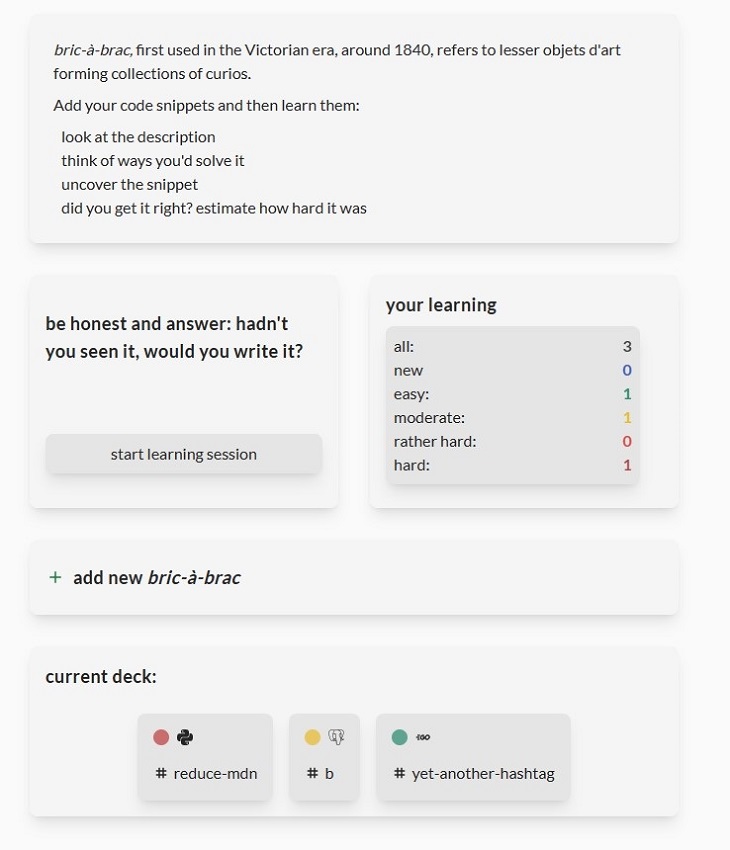 bric-à-brac, first used in the Victorian era, around 1840, refers to lesser objets d'art
forming collections of curios.
Add your code snippets and then learn them:
look at the description
think of ways you'd solve it
uncover the snippet
did you get it right? estimate how hard it was
be honest and answer: hadn't
you seen it, would you write it?
start learning session
your learning
all: 3
new 0
easy: 1
moderate: 1
rather hard: 0
hard: 1
+ add new bric-à-brac
current deck:
# reduce-mdn
# b
GO
# yet-another-hashtag